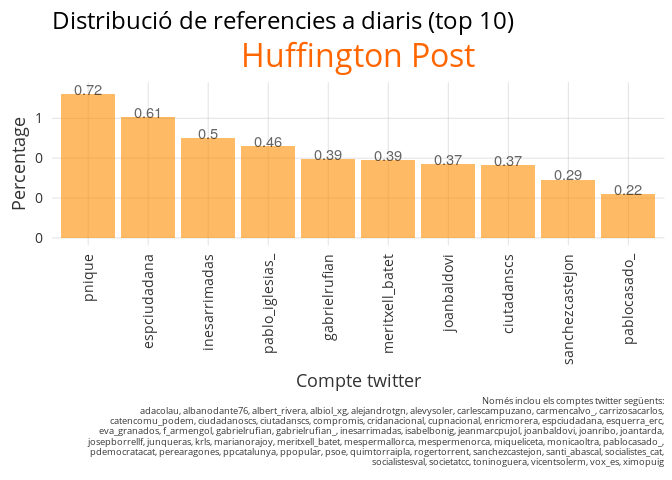 Distribució de referencies a diaris (top 10)
Huffington Post
Percentage
1
0
0
0
0.72
0.61
0.5
0.46
0.39
0.39
0.37
0.37
0.29
0.22
pnique
espciudadana
inesarrimadas
pablo_iglesias_
gabrielrufian
meritxell_batet
joanbaldovi
ciutadanscs
sanchezcastejon
pablocasado_
Compte twitter
Només inclou els comptes twitter següents:
adacolau, albanodante76, albert_rivera, albiol_xg, alejandrotgn, alevysoler, carlescampuzano, carmencalvo_, carrizosacarlos,
catencomu_podem, ciudadanoscs, ciutadanscs, compromis, cridanacional, cupnacional, enricmorera, espciudadana, esquerra_erc,
eva_granados, f_armengol, gabrielrufian, gabrielrufian_, inesarrimadas, isabelbonig, jeanmarcpujol, joanbaldovi, joanribo, joantarda,
josepborrellf, junqueras, krls, marianorajoy, meritxell_batet, mespermallorca, mespermenorca, miqueliceta, monicaoltra, pablocasado_,
pdemocratacat, perearagones, ppcatalunya, ppopular, psoe, quimtorraipla, rogertorrent, sanchezcastejon, santi_abascal, socialistes_cat,
socialistesval, societatcc, toninoguera, vicentsolerm, vox_es, ximopuig